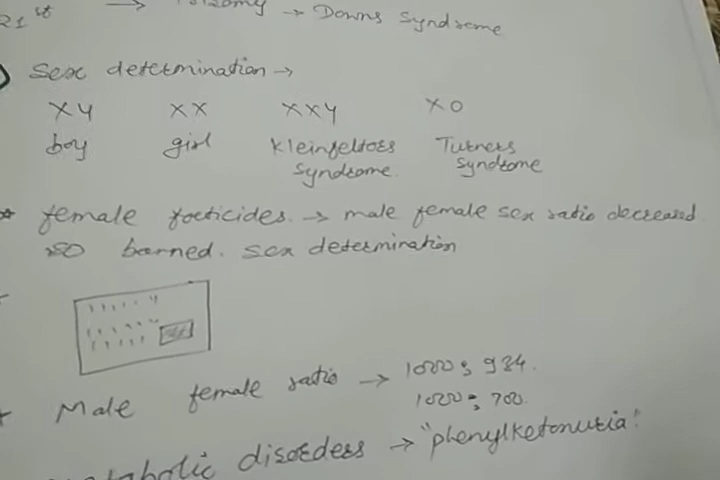 21st → Trisomy → Downs Syndrome
Sex determination →
XY XX XXY XO
boy girl Kleinfelters Syndrome Turners Syndrome
* female foeticides → male female sex ratio decreased
so banned. sex determination
Male female ratio → 1000 : 934.
1000 : 700.
metabolic disorders → "phenylketonuria"